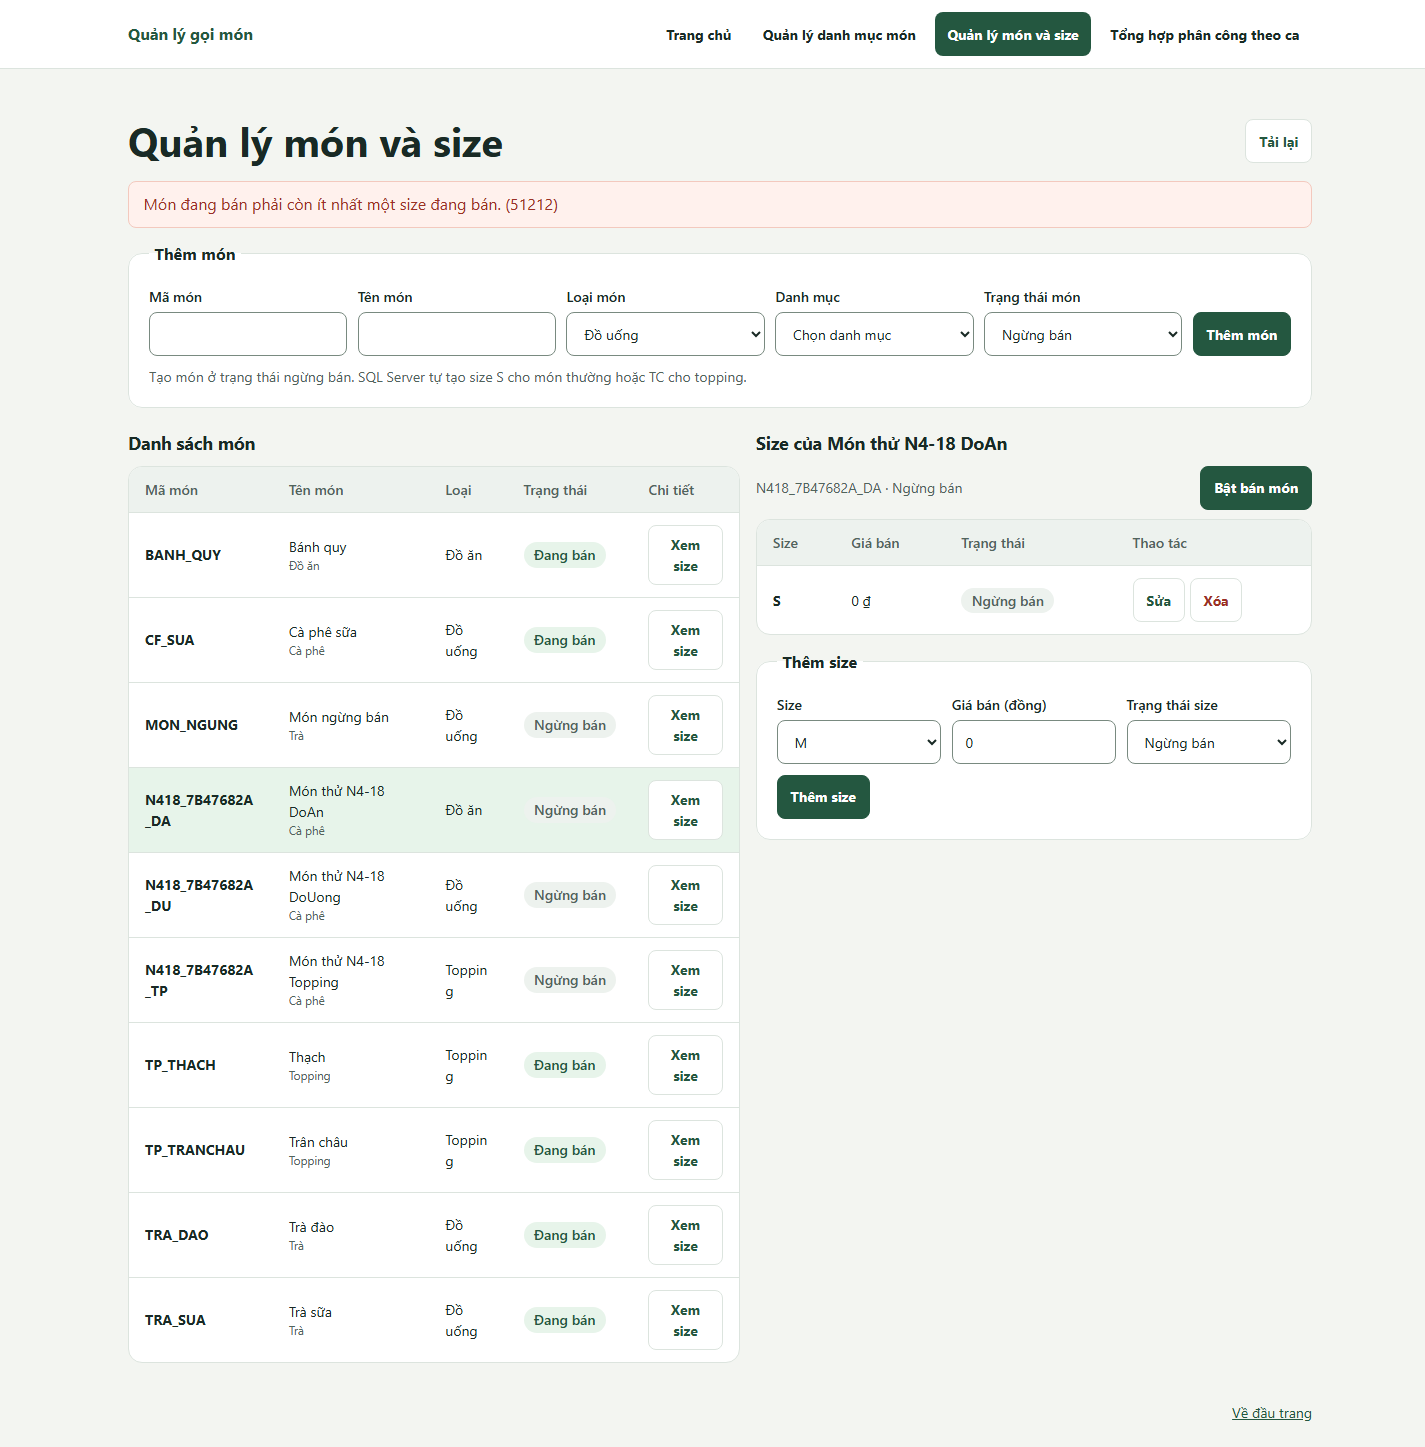 Quản lý gọi món
Trang chủ
Quản lý danh mục món
Quản lý món và size
Tổng hợp phân công theo ca
Quản lý món và size
Tải lại
Món đang bán phải còn ít nhất một size đang bán. (51212)
Thêm món
Mã món
Tên món
Loại món
Danh mục
Trạng thái món
Đồ uống
Chọn danh mục
Ngừng bán
Thêm món
Tạo món ở trạng thái ngừng bán. SQL Server tự tạo size S cho món thường hoặc TC cho topping.
Danh sách món
Mã món
Tên món
Loại
Trạng thái
Chi tiết
BANH_QUY
Bánh quy
Đồ ăn
Đồ ăn
Đang bán
Xem
size
CF_SUA
Cà phê sữa
Cà phê
Đồ
uống
Đang bán
Xem
size
MON_NGUNG
Món ngừng bán
Trà
Đồ
uống
Ngừng bán
Xem
size
N418_7B47682A
_DA
Món thử N4-18
DoAn
Cà phê
Đồ ăn
Ngừng bán
Xem
size
N418_7B47682A
_DU
Món thử N4-18
DoUong
Cà phê
Đồ
uống
Ngừng bán
Xem
size
N418_7B47682A
_TP
Món thử N4-18
Topping
Cà phê
Toppin
g
Ngừng bán
Xem
size
TP_THACH
Thạch
Topping
Toppin
g
Đang bán
Xem
size
TP_TRANCHAU
Trân châu
Topping
Toppin
g
Đang bán
Xem
size
TRA_DAO
Trà đào
Trà
Đồ
uống
Đang bán
Xem
size
TRA_SUA
Trà sữa
Trà
Đồ
uống
Đang bán
Xem
size
Size của Món thử N4-18 DoAn
N418_7B47682A_DA · Ngừng bán
Bật bán món
Size
Giá bán
Trạng thái
Thao tác
S
0 ₫
Ngừng bán
Sửa
Xóa
Thêm size
Size
Giá bán (đồng)
Trạng thái size
M
0
Ngừng bán
Thêm size
Về đầu trang